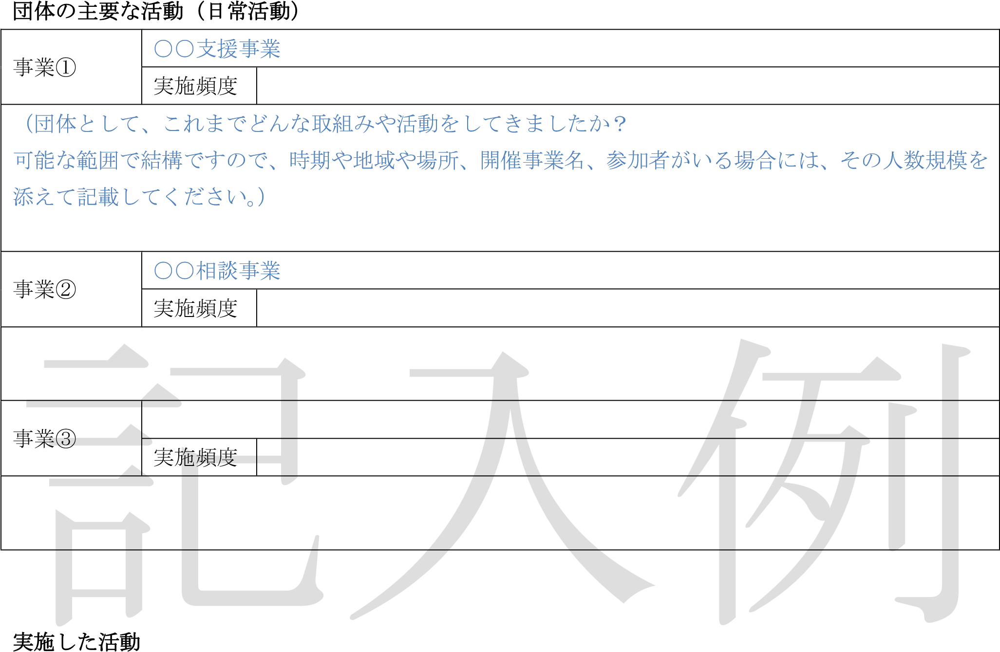 団体の主要な活動（日常活動）
事業①
〇〇支援事業
実施頻度
（団体として、これまでどんな取組みや活動をしてきましたか？
可能な範囲で結構ですので、時期や地域や場所、開催事業名、参加者がいる場合には、その人数規模を
添えて記載してください。）
事業②
〇〇相談事業
実施頻度
事業③
実施頻度
記入例
実施した活動